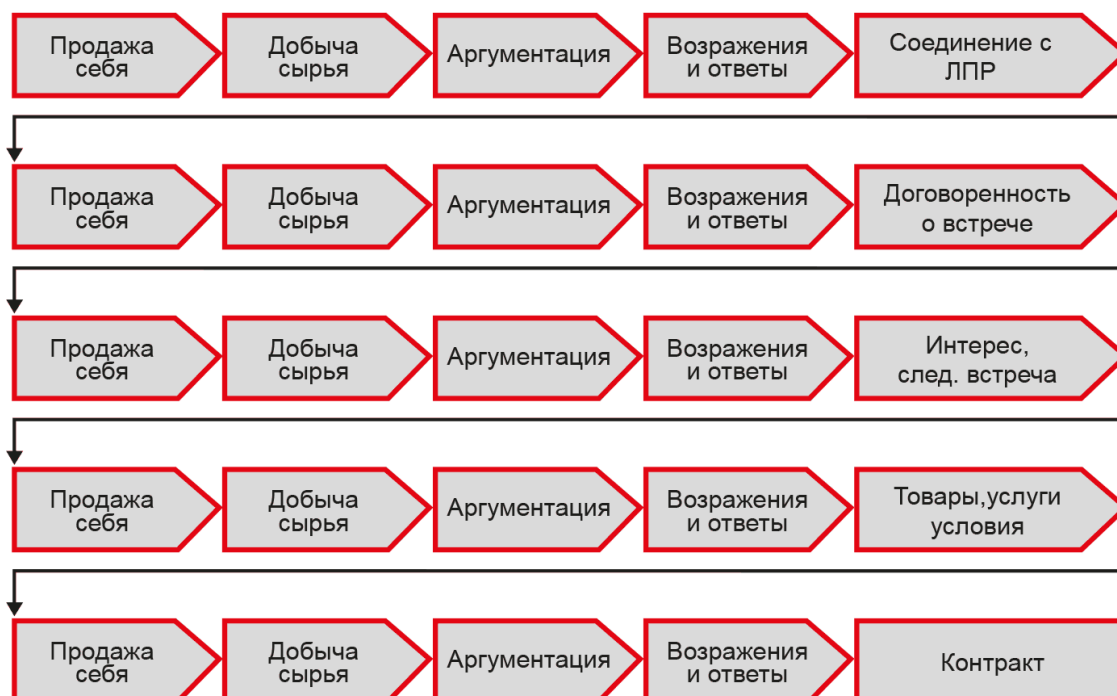 Продажа
себя
Добыча
сырья
Аргументация
Возражения
и ответы
Соединение с
ЛПР
Продажа
себя
Добыча
сырья
Аргументация
Возражения
и ответы
Договоренность
о встрече
Продажа
себя
Добыча
сырья
Аргументация
Возражения
и ответы
Интерес,
след. встреча
Продажа
себя
Добыча
сырья
Аргументация
Возражения
и ответы
Товары,услуги
условия
Продажа
себя
Добыча
сырья
Аргументация
Возражения
и ответы
Контракт